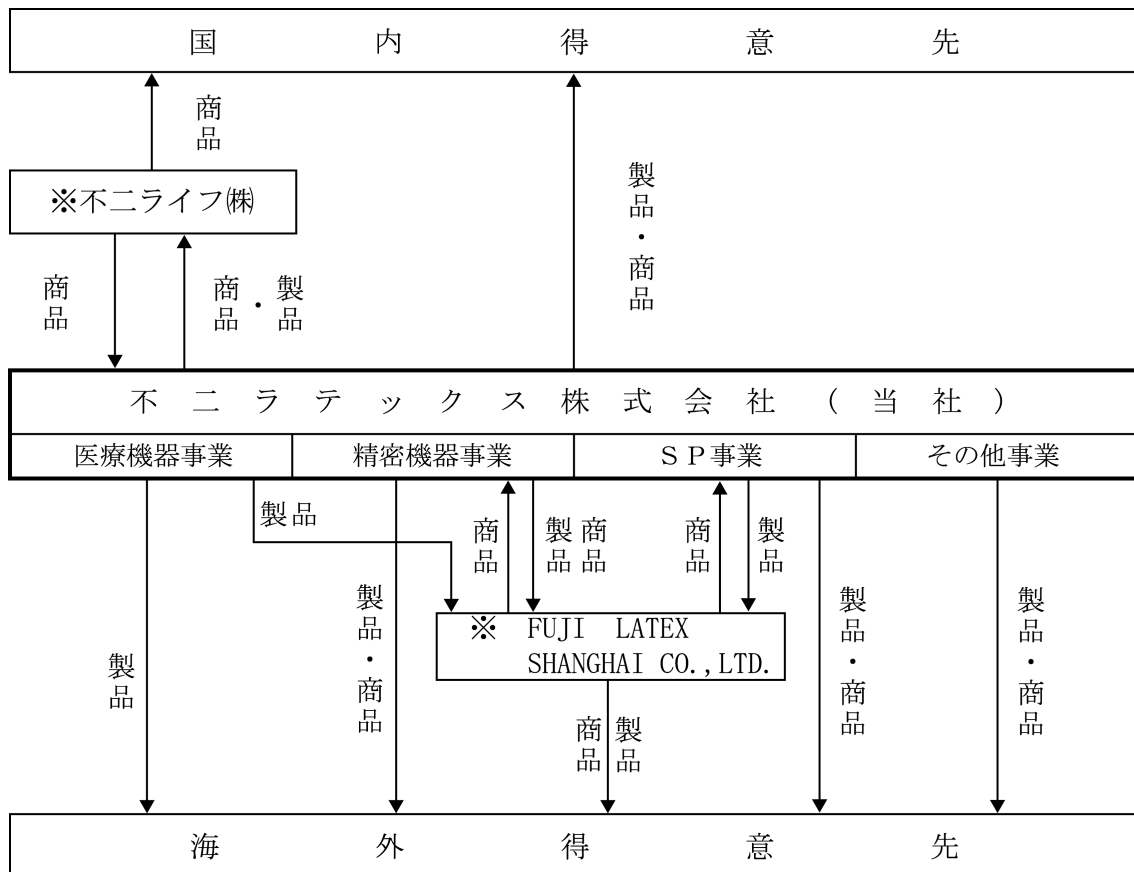 国内得意先
商品
※不二ライフ㈱
製品・商品
商品
商品・製品
不二ラテックス株式会社(当社)
医療機器事業
精密機器事業
SP事業
その他事業
製品
商品
製品
商品
商品
製品
製品
製品・商品
※ FUJI LATEX
SHANGHAI CO.,LTD.
製品・商品
製品・商品
商品
製品
海外得意先